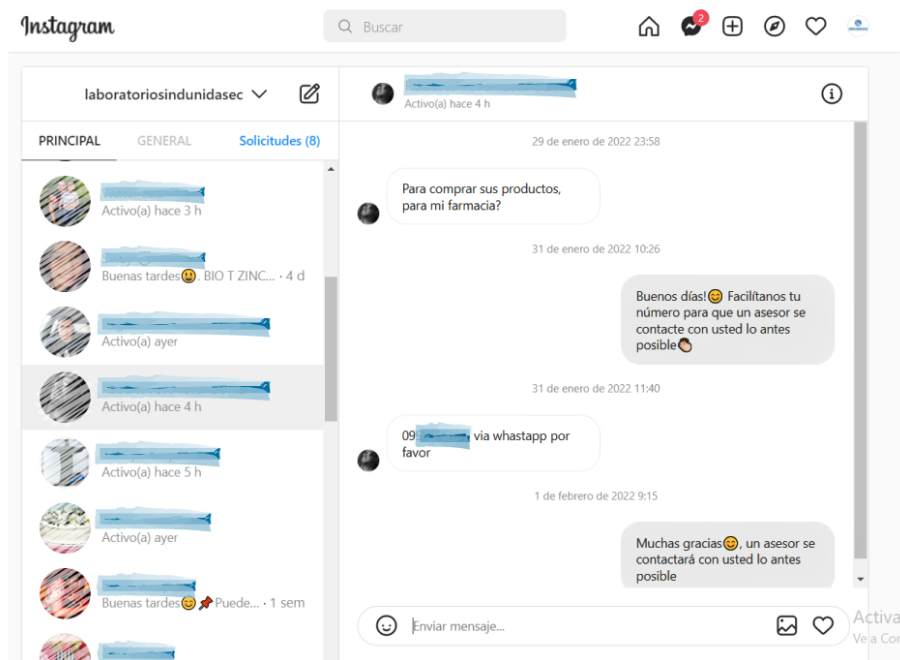 Instagram
Buscar
2
laboratoriosindunidasec
Activo(a) hace 4 h
PRINCIPAL
GENERAL
Solicitudes (8)
Activo(a) hace 3 h
Buenas tardes😀. BIO T ZINC... · 4 d
Activo(a) ayer
Activo(a) hace 4 h
Activo(a) hace 5 h
Activo(a) ayer
Buenas tardes😊📌Puede... · 1 sem
29 de enero de 2022 23:58
Para comprar sus productos,
para mi farmacia?
31 de enero de 2022 10:26
Buenos días!😊 Facilítanos tu
número para que un asesor se
contacte con usted lo antes
posible👏🏻
31 de enero de 2022 11:40
09 via whastapp por
favor
1 de febrero de 2022 9:15
Muchas gracias😊, un asesor se
contactará con usted lo antes
posible
Enviar mensaje...
Activa
Ve a Con